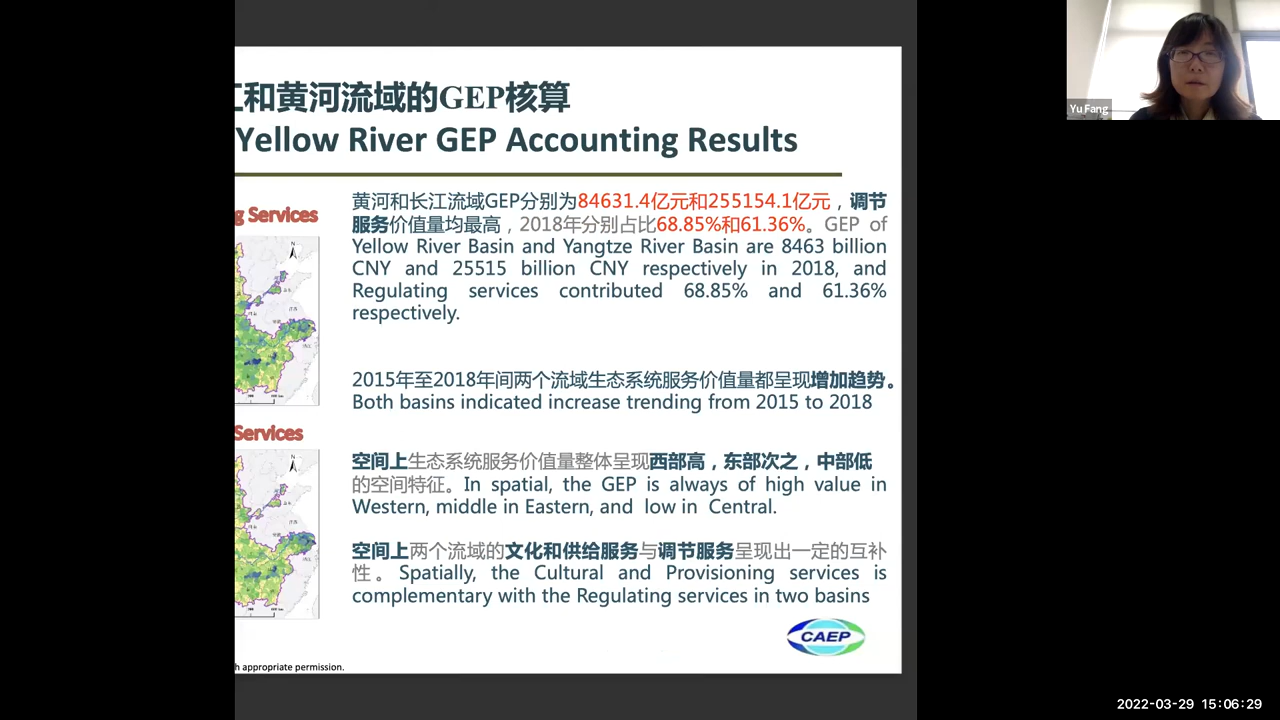 和黄河流域的GEP核算
Yellow River GEP Accounting Results
g Services
Services
黄河和长江流域GEP分别为84631.4亿元和255154.1亿元，调节
服务价值量均最高，2018年分别占比68.85%和61.36%。GEP of
Yellow River Basin and Yangtze River Basin are 8463 billion
CNY and 25515 billion CNY respectively in 2018, and
Regulating services contributed 68.85% and 61.36%
respectively.
2015年至2018年间两个流域生态系统服务价值量都呈现增加趋势。
Both basins indicated increase trending from 2015 to 2018
空间上生态系统服务价值量整体呈现西部高，东部次之，中部低
的空间特征。In spatial, the GEP is always of high value in
Western, middle in Eastern, and low in Central.
空间上两个流域的文化和供给服务与调节服务呈现出一定的互补
性。Spatially, the Cultural and Provisioning services is
complementary with the Regulating services in two basins
CAEP
h appropriate permission.
Yu Fang
2022-03-29 15:06:29